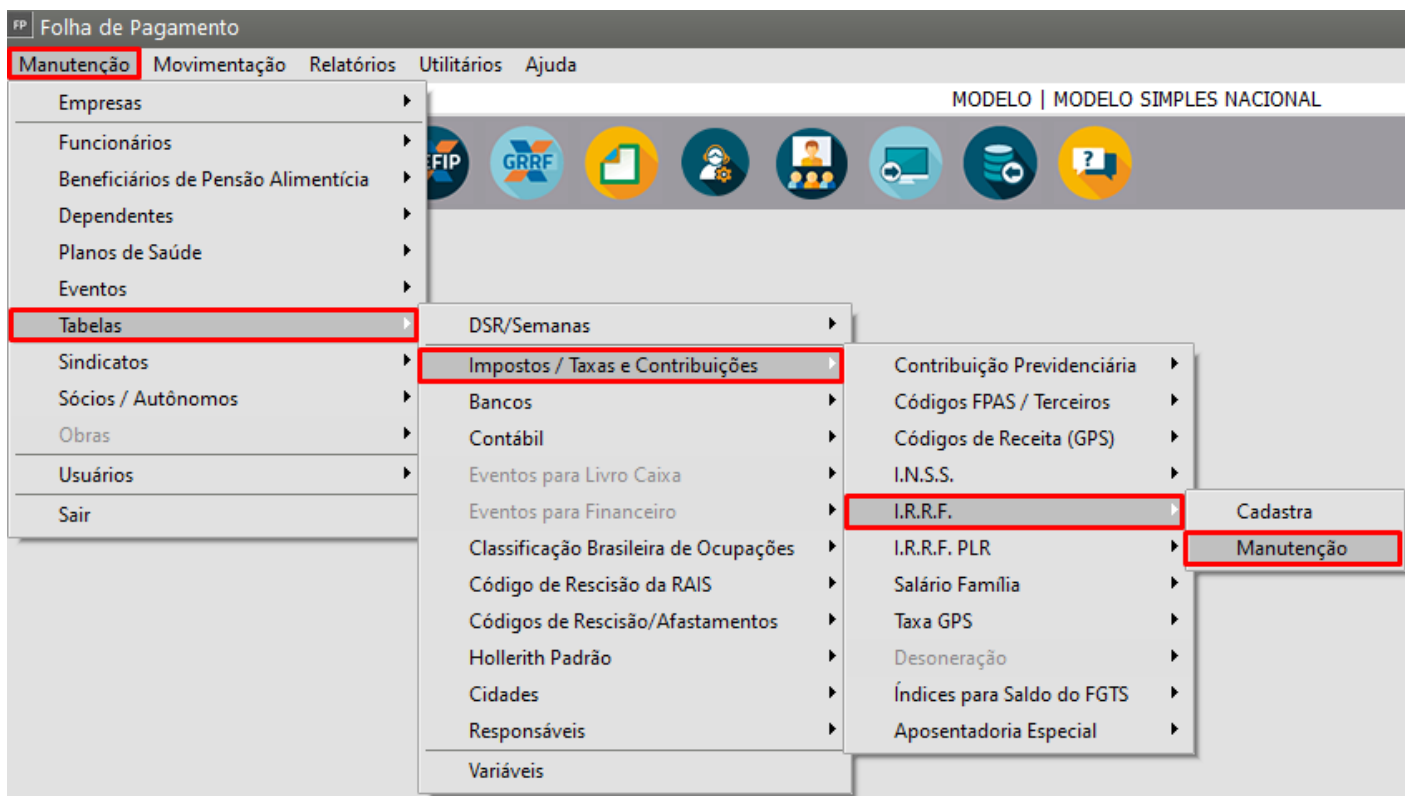 FP Folha de Pagamento
Manutenção Movimentação Relatórios Utilitários Ajuda
MODELO | MODELO SIMPLES NACIONAL
GRRF
?
Empresas
Funcionários
Beneficiários de Pensão Alimentícia
Dependentes
Planos de Saúde
Eventos
Tabelas
Sindicatos
Sócios / Autônomos
Obras
Usuários
Sair
DSR/Semanas
Impostos / Taxas e Contribuições
Bancos
Contábil
Eventos para Livro Caixa
Eventos para Financeiro
Classificação Brasileira de Ocupações
Código de Rescisão da RAIS
Códigos de Rescisão/Afastamentos
Hollerith Padrão
Cidades
Responsáveis
Variáveis
Contribuição Previdenciária
Códigos FPAS / Terceiros
Códigos de Receita (GPS)
I.N.S.S.
I.R.R.F.
I.R.R.F. PLR
Salário Família
Taxa GPS
Desoneração
Índices para Saldo do FGTS
Aposentadoria Especial
Cadastra
Manutenção